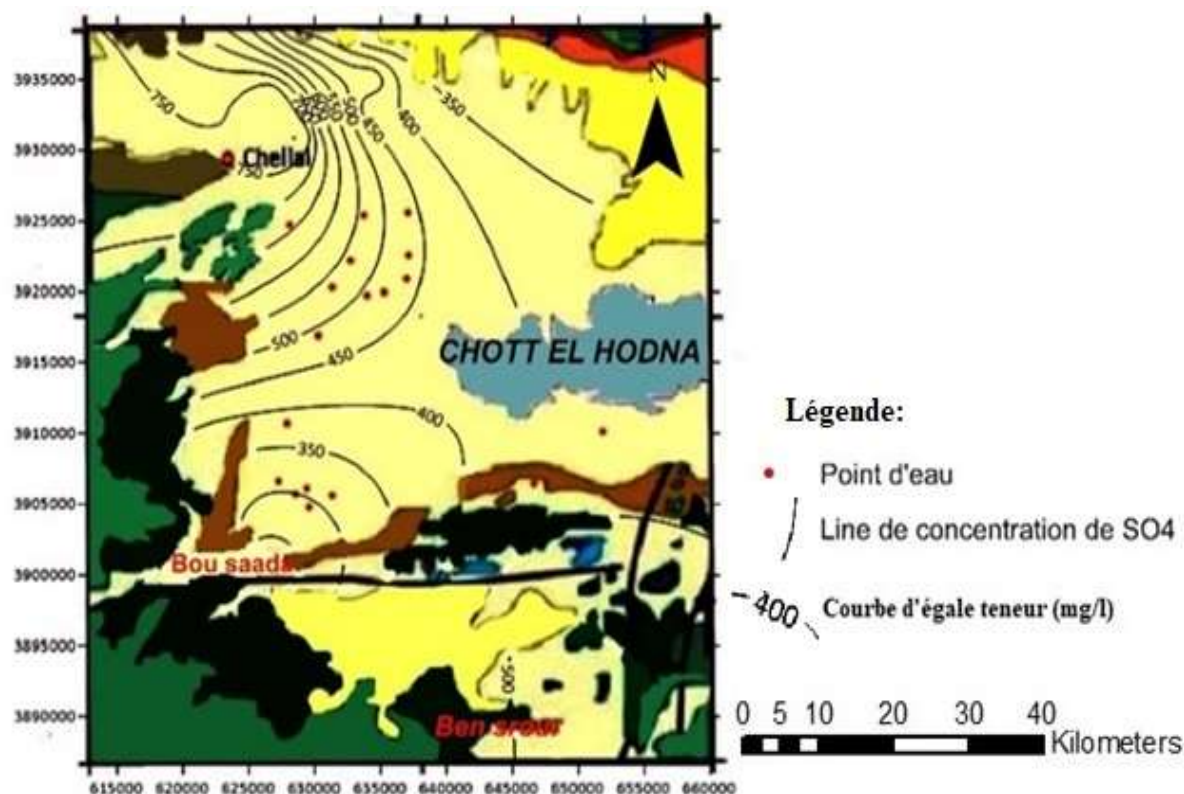 3935000
3930000
3925000
3920000
3915000
3910000
3905000
3900000
3895000
3890000
750
500
450
400
350
N
Chellal
750
500
450
CHOTT EL HODNA
400
350
Bou saada
500
Ben srour
615000 620000 625000 630000 635000 640000 645000 650000 655000 660000
Légende:
Point d'eau
Line de concentration de SO4
400 Courbe d'égale teneur (mg/l)
0 5 10 20 30 40
Kilometers